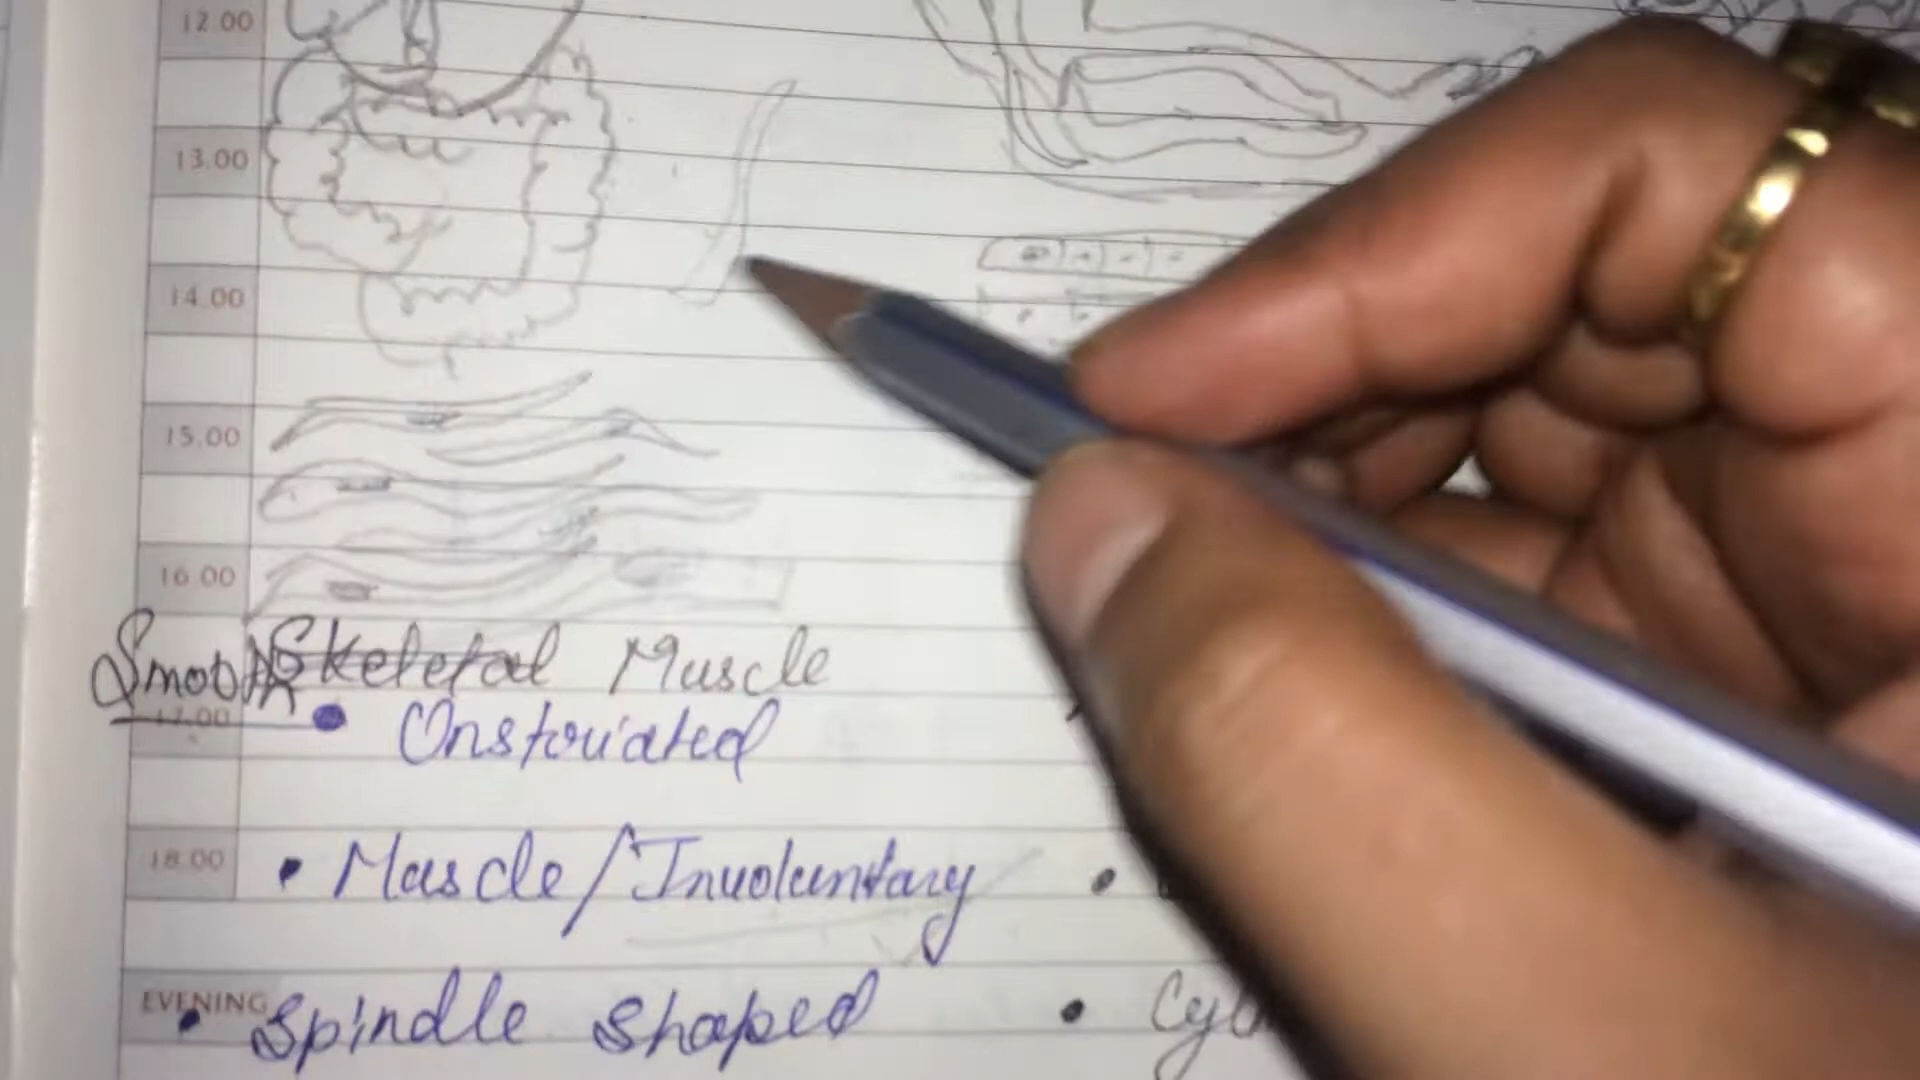 12.00
13.00
14.00
15.00
16.00
Smooth Skeletal Muscle
17.00
• Onstoriated
18.00
• Muscle/Involuntary •
EVENING
• Spindle shaped •